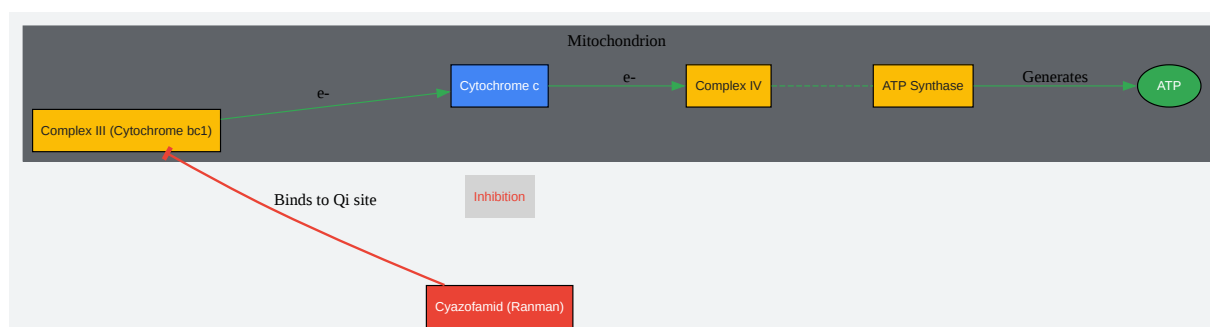 Mitochondrion
Complex III (Cytochrome bc1)
e-
Cytochrome c
e-
Complex IV
ATP Synthase
Generates
ATP
Binds to Qi site
Inhibition
Cyazofamid (Ranman)